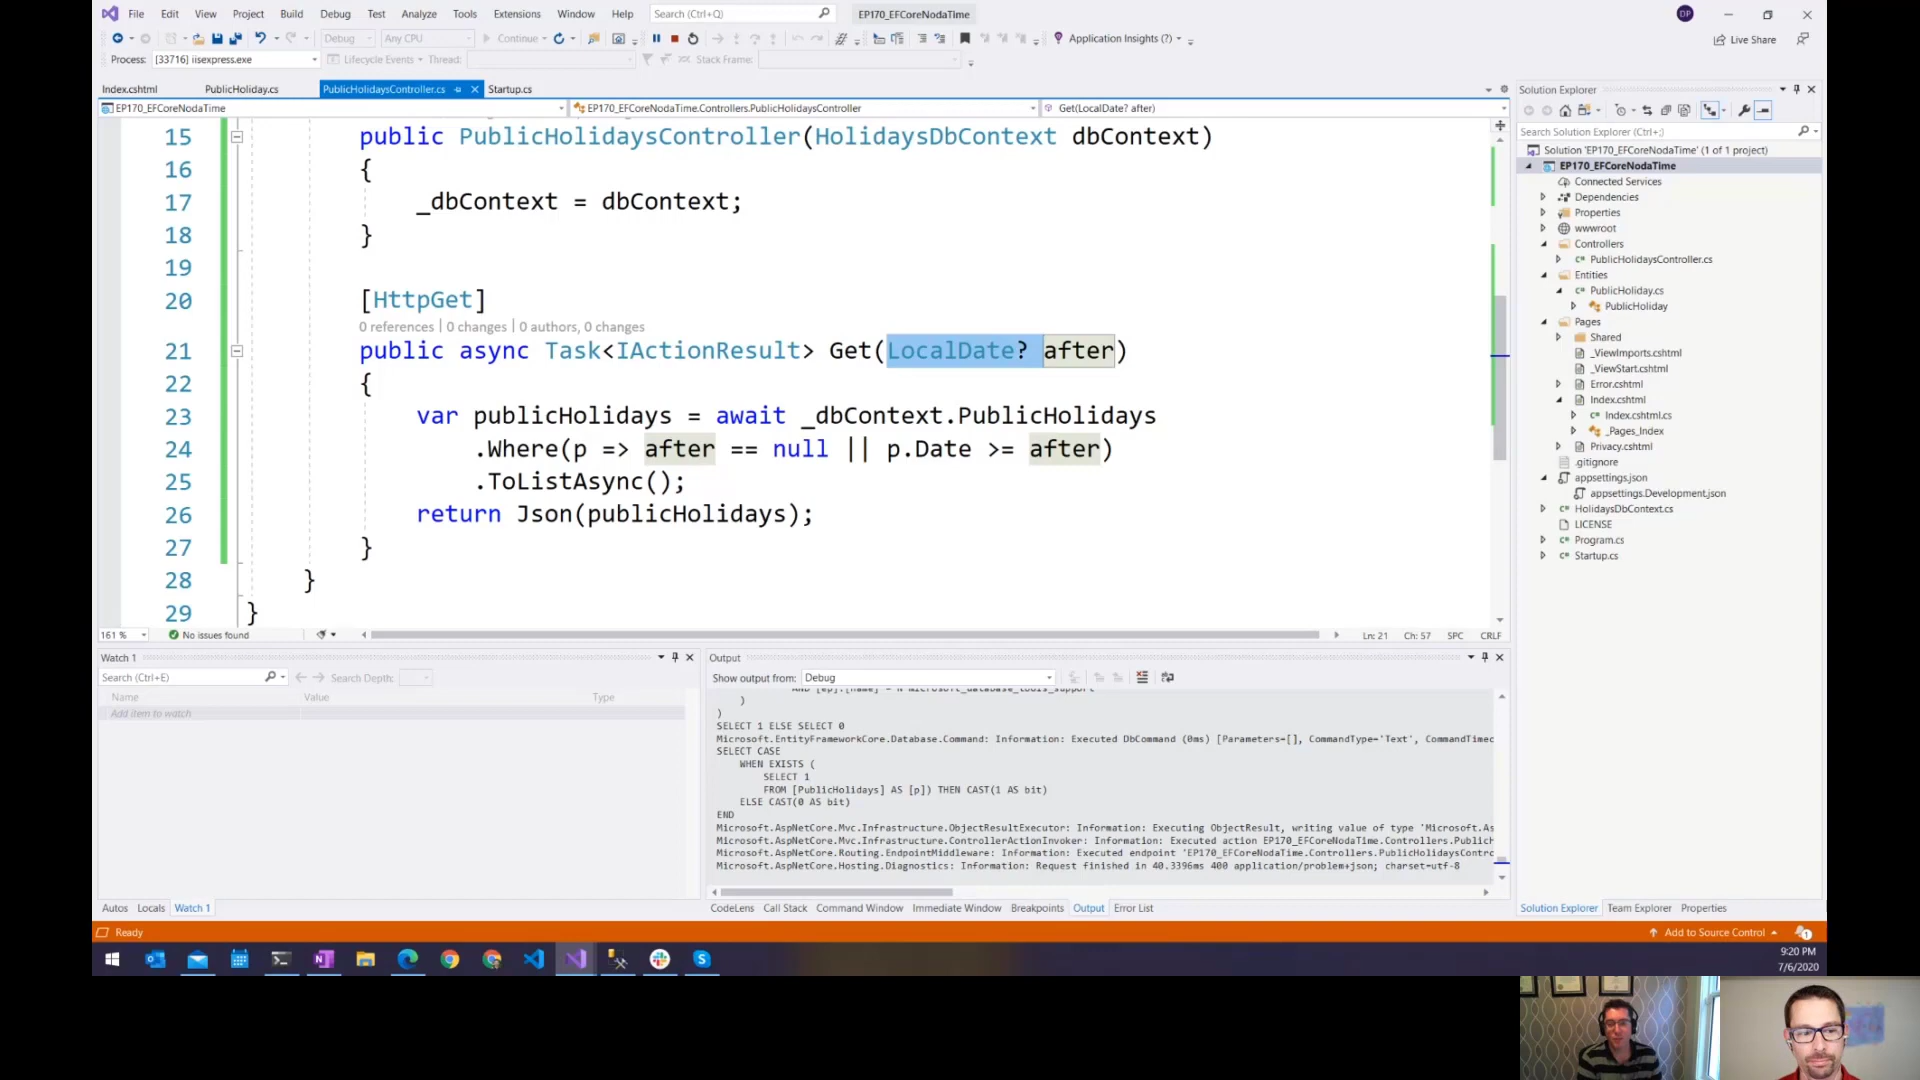 File Edit View Project Build Debug Test Analyze Tools Extensions Window Help Search (Ctrl+Q) EP170_EFCoreNodaTime DP
Debug Any CPU Continue Application Insights (?) Live Share
Process: [33716] iisexpress.exe Lifecycle Events Thread: Stack Frame:
Index.cshtml PublicHoliday.cs PublicHolidaysController.cs Startup.cs
EP170_EFCoreNodaTime EP170_EFCoreNodaTime.Controllers.PublicHolidaysController Get(LocalDate? after)
15 public PublicHolidaysController(HolidaysDbContext dbContext)
16 {
17 _dbContext = dbContext;
18 }
19
20 [HttpGet]
0 references | 0 changes | 0 authors, 0 changes
21 public async Task<IActionResult> Get(LocalDate? after)
22 {
23 var publicHolidays = await _dbContext.PublicHolidays
24 .Where(p => after == null || p.Date >= after)
25 .ToListAsync();
26 return Json(publicHolidays);
27 }
28 }
29 }
161 % No issues found Ln: 21 Ch: 57 SPC CRLF
Watch 1
Search (Ctrl+E) Search Depth:
Name Value Type
Add item to watch
Autos Locals Watch 1
Output
Show output from: Debug
)
)
SELECT 1 ELSE SELECT 0
Microsoft.EntityFrameworkCore.Database.Command: Information: Executed DbCommand (0ms) [Parameters=[], CommandType='Text', CommandTimeo
SELECT CASE
WHEN EXISTS (
SELECT 1
FROM [PublicHolidays] AS [p]) THEN CAST(1 AS bit)
ELSE CAST(0 AS bit)
END
Microsoft.AspNetCore.Mvc.Infrastructure.ObjectResultExecutor: Information: Executing ObjectResult, writing value of type 'Microsoft.As
Microsoft.AspNetCore.Mvc.Infrastructure.ControllerActionInvoker: Information: Executed action EP170_EFCoreNodaTime.Controllers.PublicH
Microsoft.AspNetCore.Routing.EndpointMiddleware: Information: Executed endpoint 'EP170_EFCoreNodaTime.Controllers.PublicHolidaysContro
Microsoft.AspNetCore.Hosting.Diagnostics: Information: Request finished in 40.3396ms 400 application/problem+json; charset=utf-8
CodeLens Call Stack Command Window Immediate Window Breakpoints Output Error List
Solution Explorer
Search Solution Explorer (Ctrl+;)
Solution 'EP170_EFCoreNodaTime' (1 of 1 project)
EP170_EFCoreNodaTime
Connected Services
Dependencies
Properties
wwwroot
Controllers
PublicHolidaysController.cs
Entities
PublicHoliday.cs
PublicHoliday
Pages
Shared
_ViewImports.cshtml
_ViewStart.cshtml
Error.cshtml
Index.cshtml
Index.cshtml.cs
_Pages_Index
Privacy.cshtml
.gitignore
appsettings.json
appsettings.Development.json
HolidaysDbContext.cs
LICENSE
Program.cs
Startup.cs
Solution Explorer Team Explorer Properties
Ready Add to Source Control 1
9:20 PM
7/6/2020